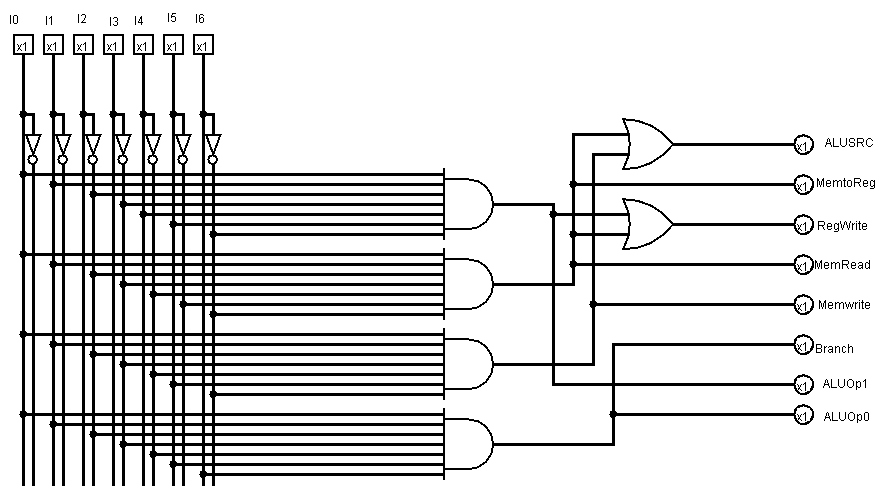 I0 I1 I2 I3 I4 I5 I6
x1 x1 x1 x1 x1 x1 x1
x1 ALUSRC
x1 MemtoReg
x1 RegWrite
x1 MemRead
x1 Memwrite
x1 Branch
x1 ALUOp1
x1 ALUOp0